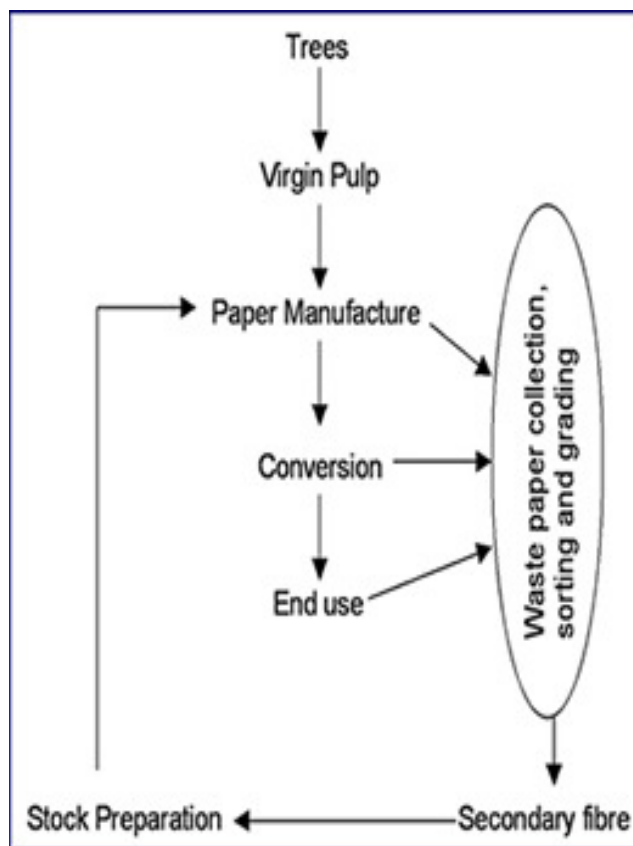 Trees
Virgin Pulp
Paper Manufacture
Conversion
End use
Waste paper collection,
sorting and grading
Stock Preparation
Secondary fibre